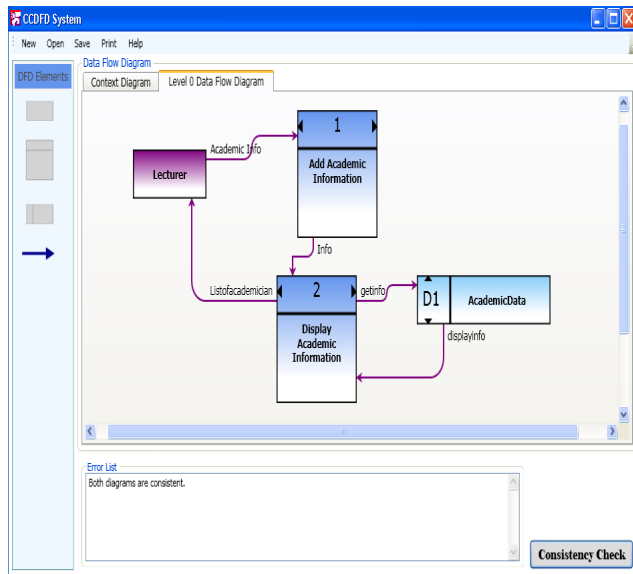 CCDFD System
New Open Save Print Help
DFD Elements
Data Flow Diagram
Context Diagram
Level 0 Data Flow Diagram
Lecturer
Academic Info
1
Add Academic
Information
Info
Listofacademician
2
Display
Academic
Information
getinfo
D1
AcademicData
displayinfo
Error List
Both diagrams are consistent.
Consistency Check